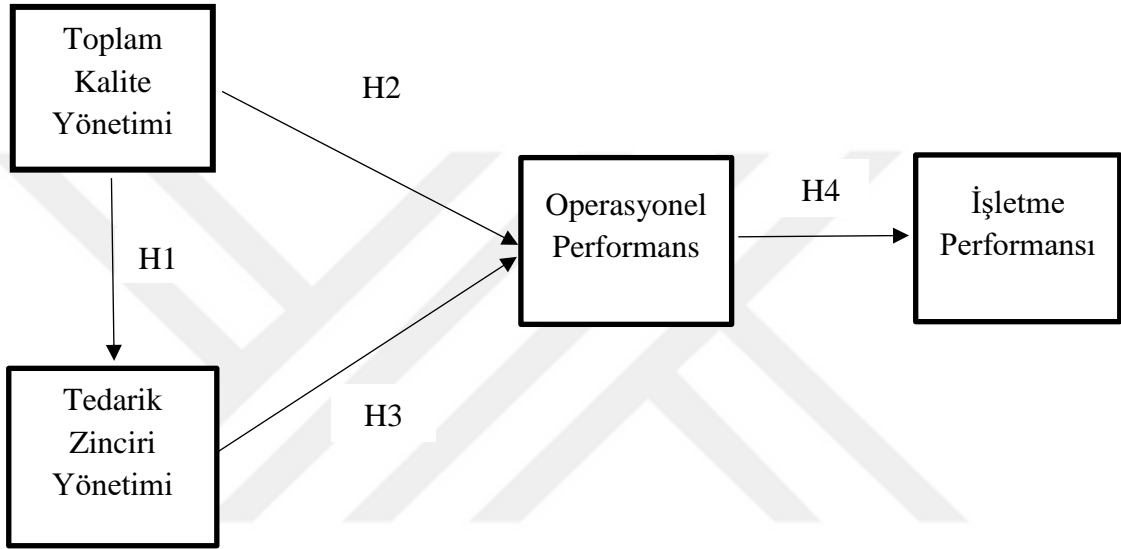 Toplam
Kalite
Yönetimi
H2
H1
Operasyonel
Performans
H4
İşletme
Performansı
Tedarik
Zinciri
Yönetimi
H3